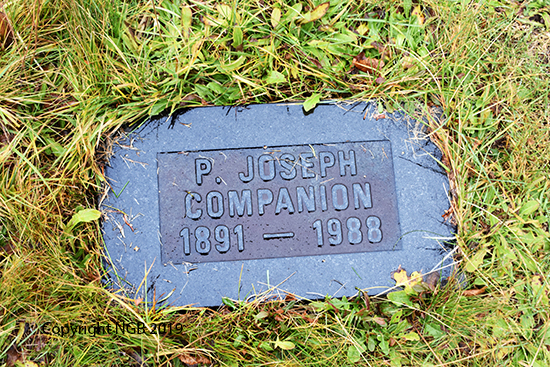 P. JOSEPH
COMPANION
1891 — 1988
Copyright NGB 2019